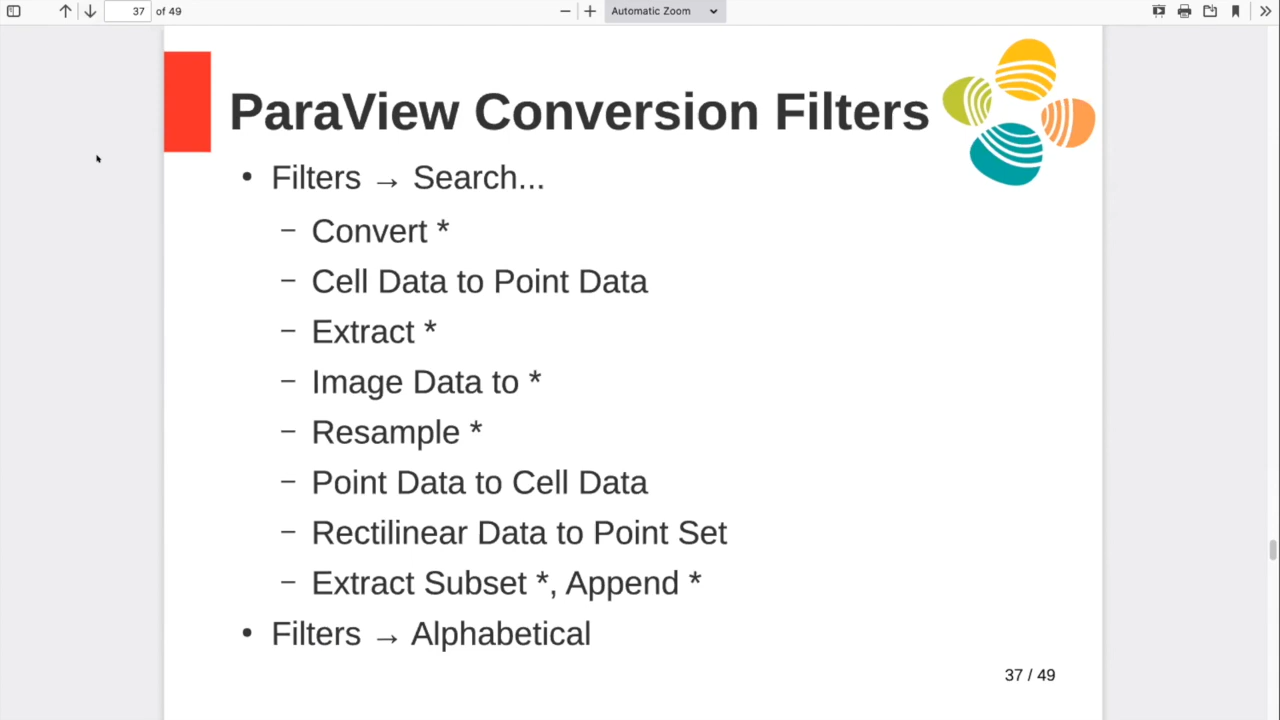 37 of 49 Automatic Zoom
ParaView Conversion Filters
• Filters → Search...
– Convert *
– Cell Data to Point Data
– Extract *
– Image Data to *
– Resample *
– Point Data to Cell Data
– Rectilinear Data to Point Set
– Extract Subset *, Append *
• Filters → Alphabetical
37 / 49